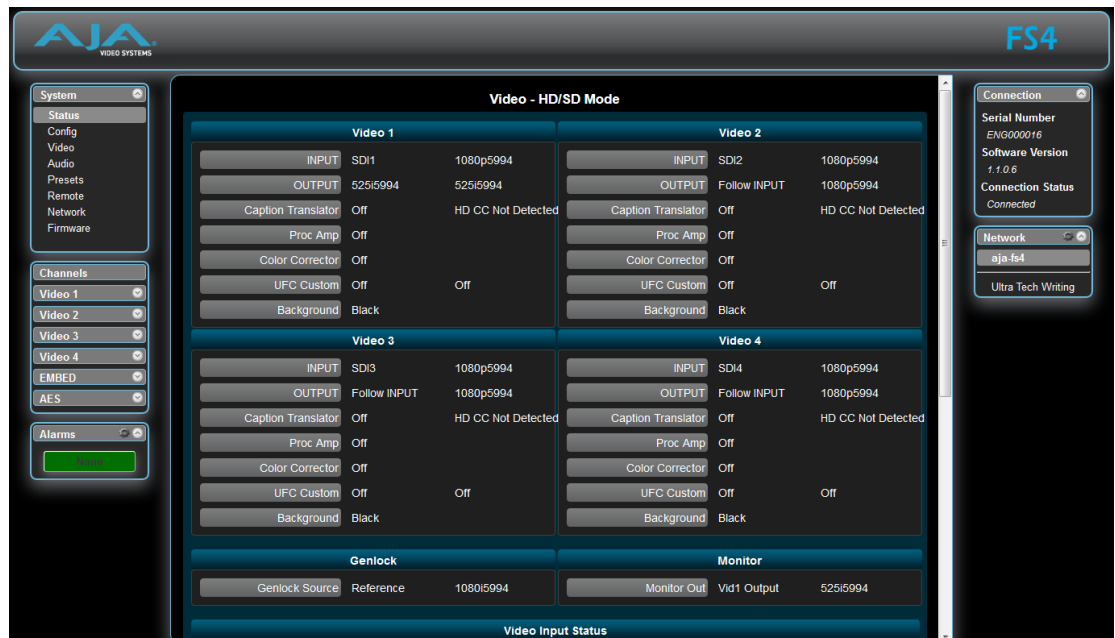 AJA
VIDEO SYSTEMS
FS4
System
Status
Config
Video
Audio
Presets
Remote
Network
Firmware
Channels
Video 1
Video 2
Video 3
Video 4
EMBED
AES
Alarms
None
Video - HD/SD Mode
Video 1
INPUT SDI1 1080p5994
OUTPUT 525i5994 525i5994
Caption Translator Off HD CC Not Detected
Proc Amp Off
Color Corrector Off
UFC Custom Off Off
Background Black
Video 2
INPUT SDI2 1080p5994
OUTPUT Follow INPUT 1080p5994
Caption Translator Off HD CC Not Detected
Proc Amp Off
Color Corrector Off
UFC Custom Off Off
Background Black
Video 3
INPUT SDI3 1080p5994
OUTPUT Follow INPUT 1080p5994
Caption Translator Off HD CC Not Detected
Proc Amp Off
Color Corrector Off
UFC Custom Off Off
Background Black
Video 4
INPUT SDI4 1080p5994
OUTPUT Follow INPUT 1080p5994
Caption Translator Off HD CC Not Detected
Proc Amp Off
Color Corrector Off
UFC Custom Off Off
Background Black
Genlock
Genlock Source Reference 1080i5994
Monitor
Monitor Out Vid1 Output 525i5994
Video Input Status
Connection
Serial Number
ENG000016
Software Version
1.1.0.6
Connection Status
Connected
Network
aja-fs4
Ultra Tech Writing